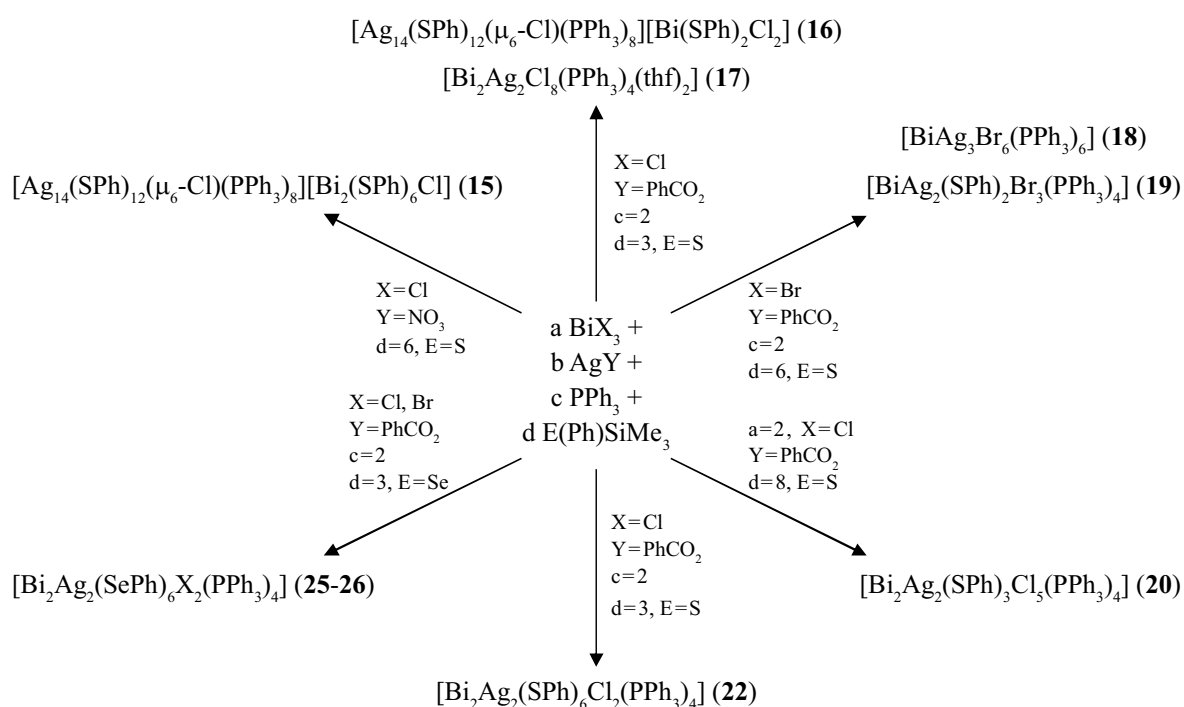 [Ag₁₄(SPh)₁₂(μ₆-Cl)(PPh₃)₈][Bi(SPh)₂Cl₂] (16)
[Bi₂Ag₂Cl₈(PPh₃)₄(thf)₂] (17)
[BiAg₃Br₆(PPh₃)₆] (18)
[BiAg₂(SPh)₂Br₃(PPh₃)₄] (19)
[Ag₁₄(SPh)₁₂(μ₆-Cl)(PPh₃)₈][Bi₂(SPh)₆Cl] (15)
X=Cl
Y=PhCO₂
c=2
d=3, E=S
X=Cl
Y=NO₃
d=6, E=S
X=Br
Y=PhCO₂
c=2
d=6, E=S
a BiX₃ +
b AgY +
c PPh₃ +
d E(Ph)SiMe₃
X=Cl, Br
Y=PhCO₂
c=2
d=3, E=Se
a=2, X=Cl
Y=PhCO₂
d=8, E=S
X=Cl
Y=PhCO₂
c=2
d=3, E=S
[Bi₂Ag₂(SePh)₆X₂(PPh₃)₄] (25-26)
[Bi₂Ag₂(SPh)₃Cl₅(PPh₃)₄] (20)
[Bi₂Ag₂(SPh)₆Cl₂(PPh₃)₄] (22)